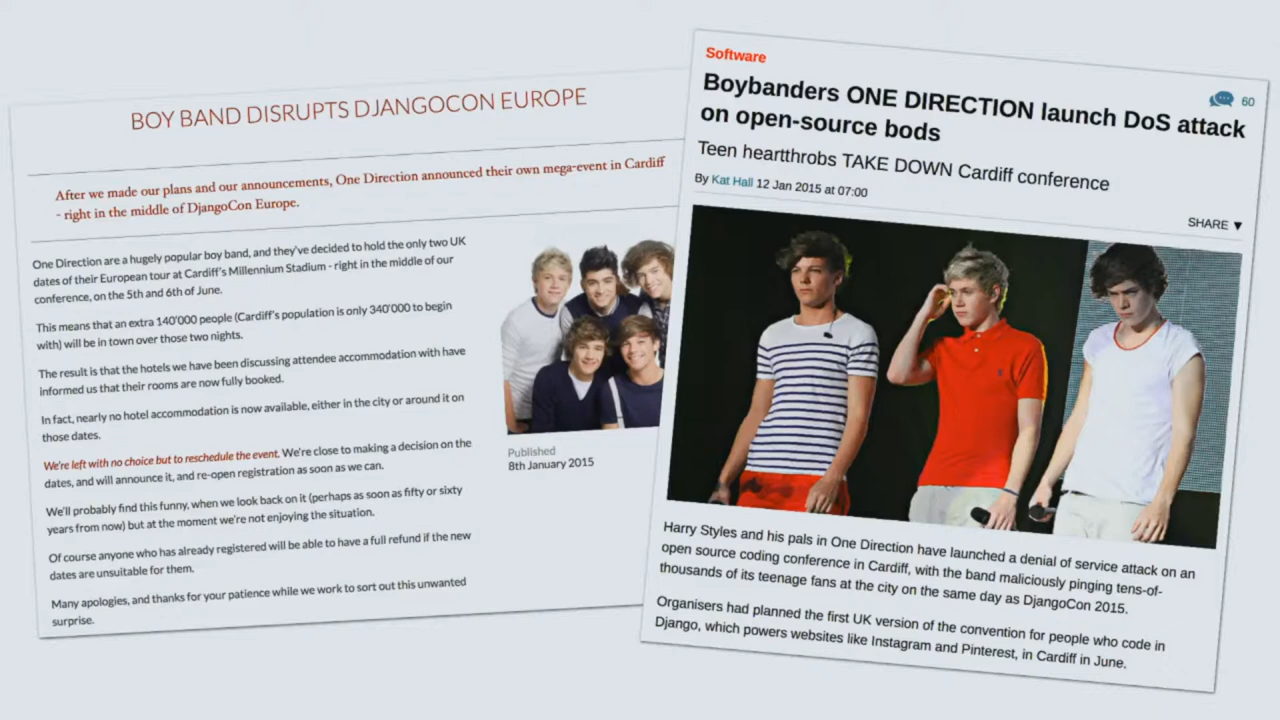 BOY BAND DISRUPTS DJANGOCON EUROPE
After we made our plans and our announcements, One Direction announced their own mega-event in Cardiff
- right in the middle of DjangoCon Europe.
One Direction are a hugely popular boy band, and they've decided to hold the only two UK
dates of their European tour at Cardiff's Millennium Stadium - right in the middle of our
conference, on the 5th and 6th of June.
This means that an extra 140'000 people (Cardiff's population is only 340'000 to begin
with) will be in town over those two nights.
The result is that the hotels we have been discussing attendee accommodation with have
informed us that their rooms are now fully booked.
In fact, nearly no hotel accommodation is now available, either in the city or around it on
those dates.
We're left with no choice but to reschedule the event. We're close to making a decision on the
dates, and will announce it, and re-open registration as soon as we can.
We'll probably find this funny, when we look back on it (perhaps as soon as fifty or sixty
years from now) but at the moment we're not enjoying the situation.
Of course anyone who has already registered will be able to have a full refund if the new
dates are unsuitable for them.
Many apologies, and thanks for your patience while we work to sort out this unwanted
surprise.
Published
8th January 2015
Software
60
Boybanders ONE DIRECTION launch DoS attack
on open-source bods
Teen heartthrobs TAKE DOWN Cardiff conference
By Kat Hall 12 Jan 2015 at 07:00
SHARE ▼
Harry Styles and his pals in One Direction have launched a denial of service attack on an
open source coding conference in Cardiff, with the band maliciously pinging tens-of-
thousands of its teenage fans at the city on the same day as DjangoCon 2015.
Organisers had planned the first UK version of the convention for people who code in
Django, which powers websites like Instagram and Pinterest, in Cardiff in June.